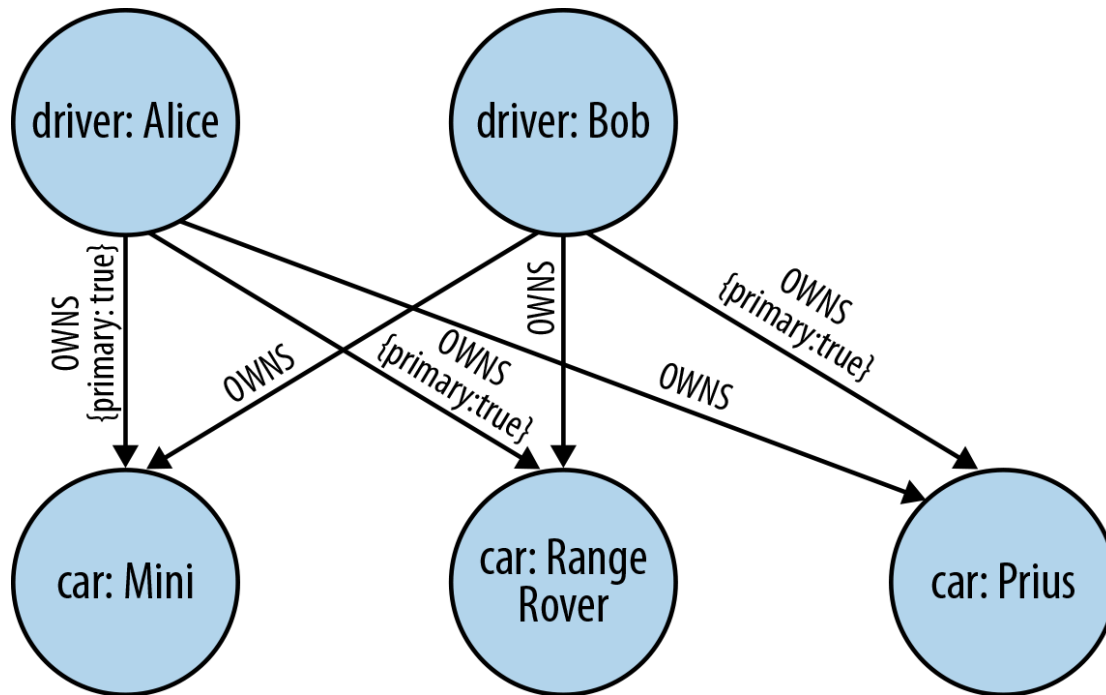 driver: Alice
driver: Bob
OWNS
{primary: true}
OWNS
OWNS
{primary:true}
OWNS
OWNS
OWNS
{primary:true}
car: Mini
car: Range
Rover
car: Prius